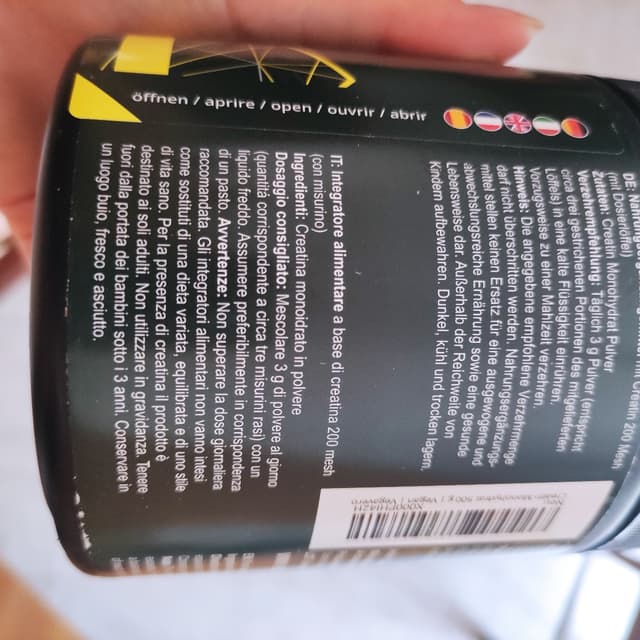 öffnen / aprire / open / ouvrir / abrir
(mit Dosierlöffel)
Zutaten: Creatin Monohydrat Pulver
Verzehrempfehlung: Täglich 3 g Pulver (entspricht
circa drei gestrichenen Portionen des mitgelieferten
Löffels) in eine kalte Flüssigkeit einrühren.
Vorzugsweise zu einer Mahlzeit verzehren.
Hinweis: Die angegebene empfohlene Verzehrmenge
darf nicht überschritten werden. Nahrungsergänzungs-
mittel stellen keinen Ersatz für eine ausgewogene und
abwechslungsreiche Ernährung sowie eine gesunde
Lebensweise dar. Außerhalb der Reichweite von
Kindern aufbewahren. Dunkel, kühl und trocken lagern.
IT: Integratore alimentare a base di creatina 200 mesh
(con misurino)
Ingredienti: Creatina monoidrato in polvere
Dosaggio consigliato: Mescolare 3 g di polvere al giorno
(quantità corrispondente a circa tre misurini rasi) con un
liquido freddo. Assumere preferibilmente in corrispondenza
di un pasto. Avvertenze: Non superare la dose giornaliera
raccomandata. Gli integratori alimentari non vanno intesi
come sostituti di una dieta variata, equilibrata e di uno stile
di vita sano. Per la presenza di creatina il prodotto è
destinato ai soli adulti. Non utilizzare in gravidanza. Tenere
fuori dalla portata dei bambini sotto i 3 anni. Conservare in
un luogo buio, fresco e asciutto.
500 g | Vegan | Vegavero